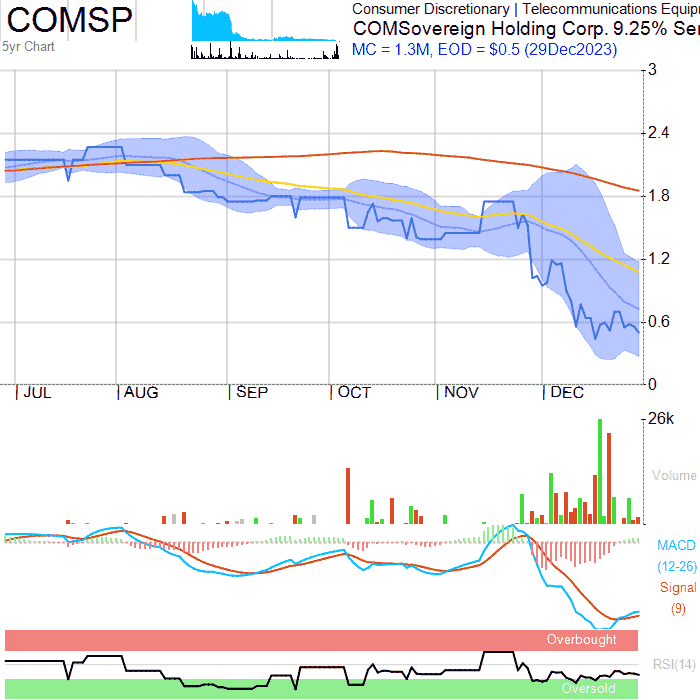 COMSP
5yr Chart
Consumer Discretionary | Telecommunications Equip
COMSovereign Holding Corp. 9.25% Ser
MC = 1.3M, EOD = $0.5 (29Dec2023)
3
2.4
1.8
1.2
0.6
0
JUL AUG SEP OCT NOV DEC
26k
Volume
MACD
(12-26)
Signal
(9)
Overbought
RSI(14)
Oversold